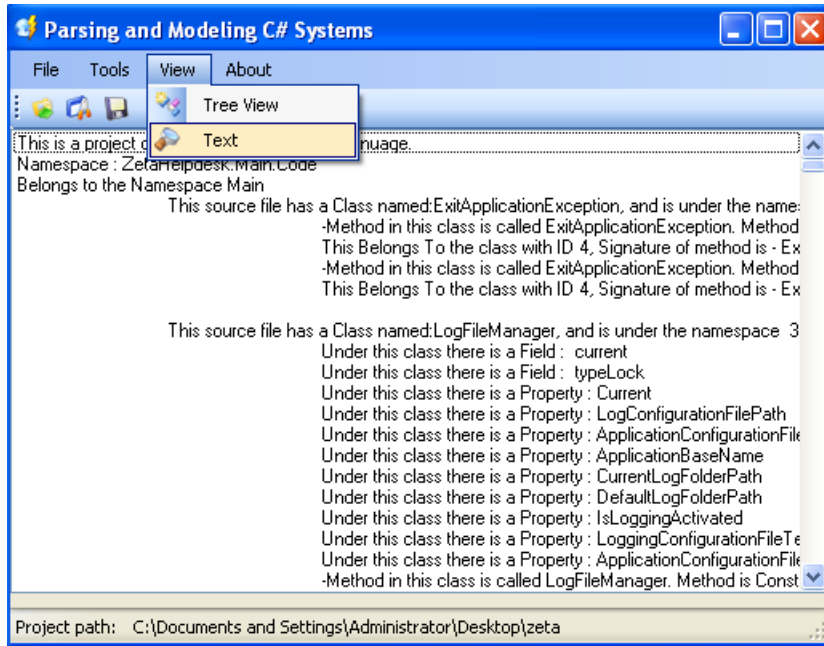 Parsing and Modeling C# Systems
File Tools View About
Tree View
Text
This is a project
nuage.
Namespace : ZetaHelpdesk.Main.Code
Belongs to the Namespace Main
This source file has a Class named:ExitApplicationException, and is under the name
-Method in this class is called ExitApplicationException. Method
This Belongs To the class with ID 4, Signature of method is - Ex
-Method in this class is called ExitApplicationException. Method
This Belongs To the class with ID 4, Signature of method is - Ex
This source file has a Class named:LogFileManager, and is under the namespace 3
Under this class there is a Field : current
Under this class there is a Field : typeLock
Under this class there is a Property : Current
Under this class there is a Property : LogConfigurationFilePath
Under this class there is a Property : ApplicationConfigurationFile
Under this class there is a Property : ApplicationBaseName
Under this class there is a Property : CurrentLogFolderPath
Under this class there is a Property : DefaultLogFolderPath
Under this class there is a Property : IsLoggingActivated
Under this class there is a Property : LoggingConfigurationFileTe
Under this class there is a Property : ApplicationConfigurationFile
-Method in this class is called LogFileManager. Method is Const
Project path: C:\Documents and Settings\Administrator\Desktop\zeta